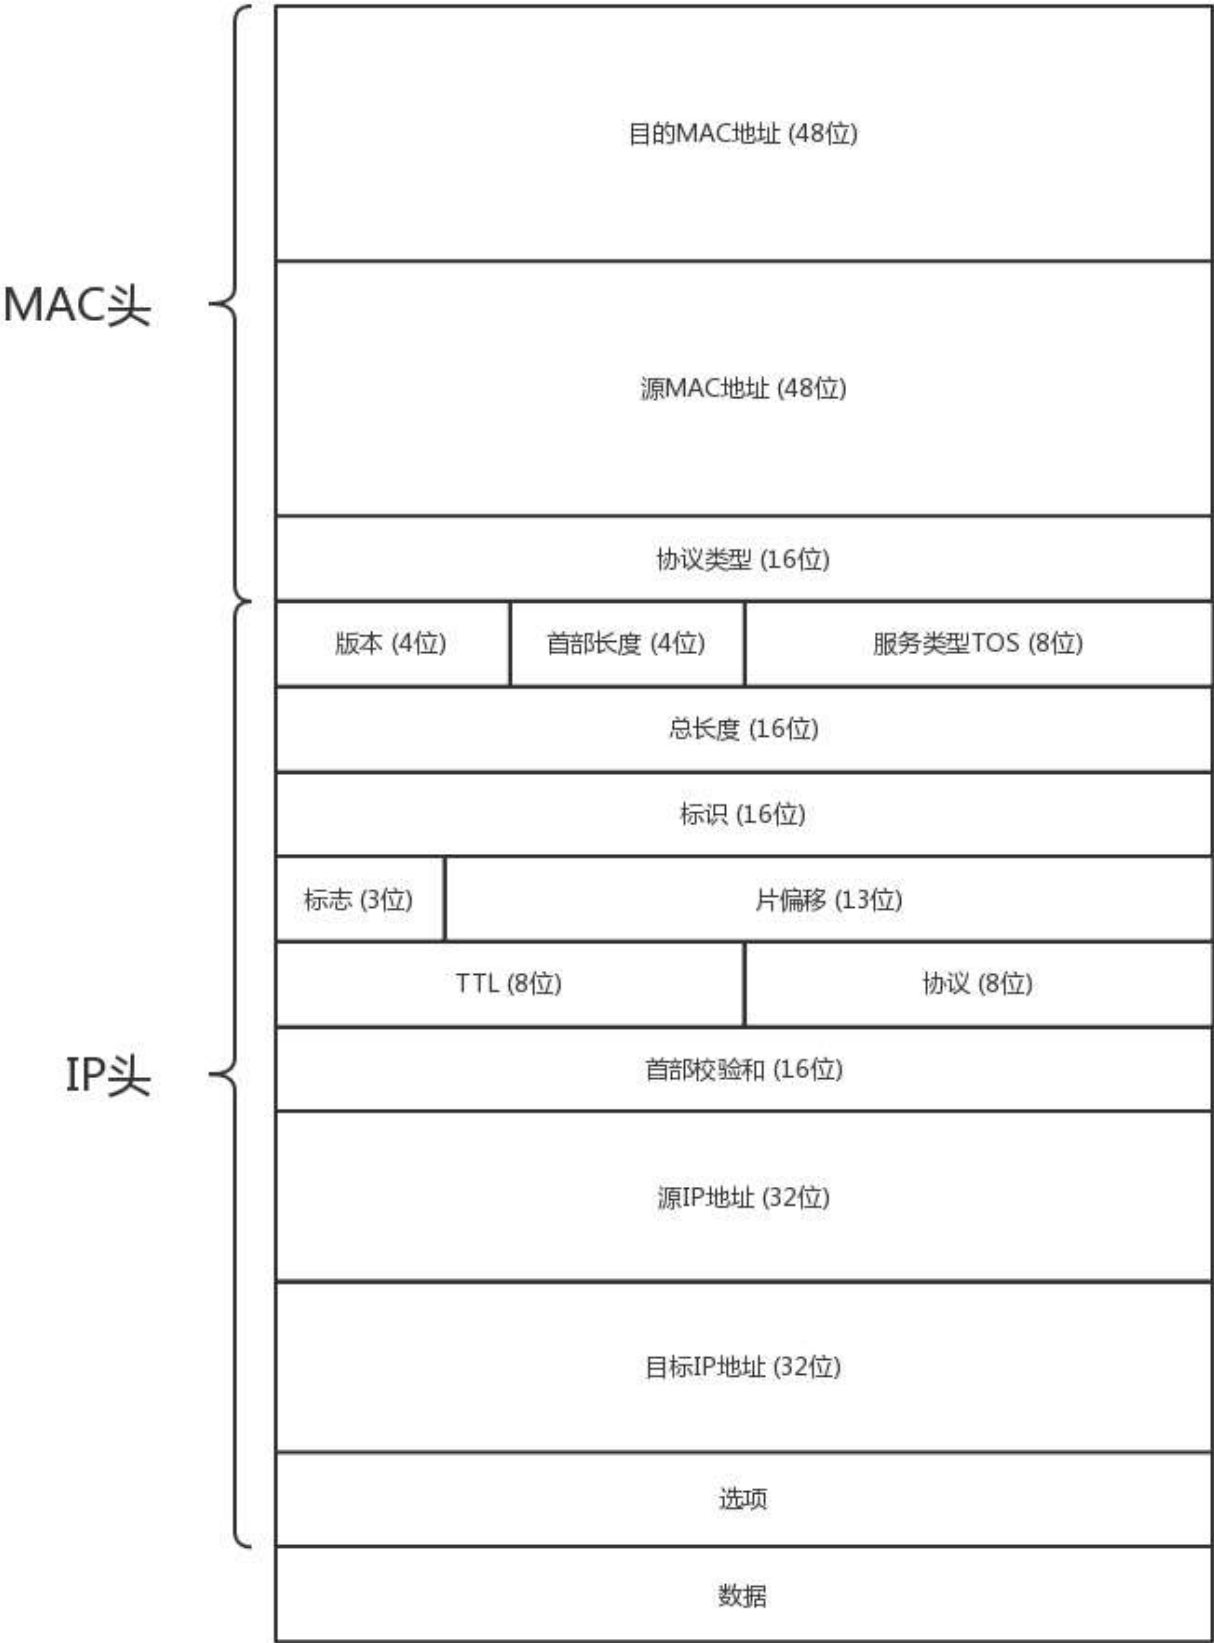 目的MAC地址 (48位)
MAC头
源MAC地址 (48位)
协议类型 (16位)
版本 (4位)
首部长度 (4位)
服务类型TOS (8位)
总长度 (16位)
标识 (16位)
标志 (3位)
片偏移 (13位)
TTL (8位)
协议 (8位)
IP头
首部校验和 (16位)
源IP地址 (32位)
目标IP地址 (32位)
选项
数据